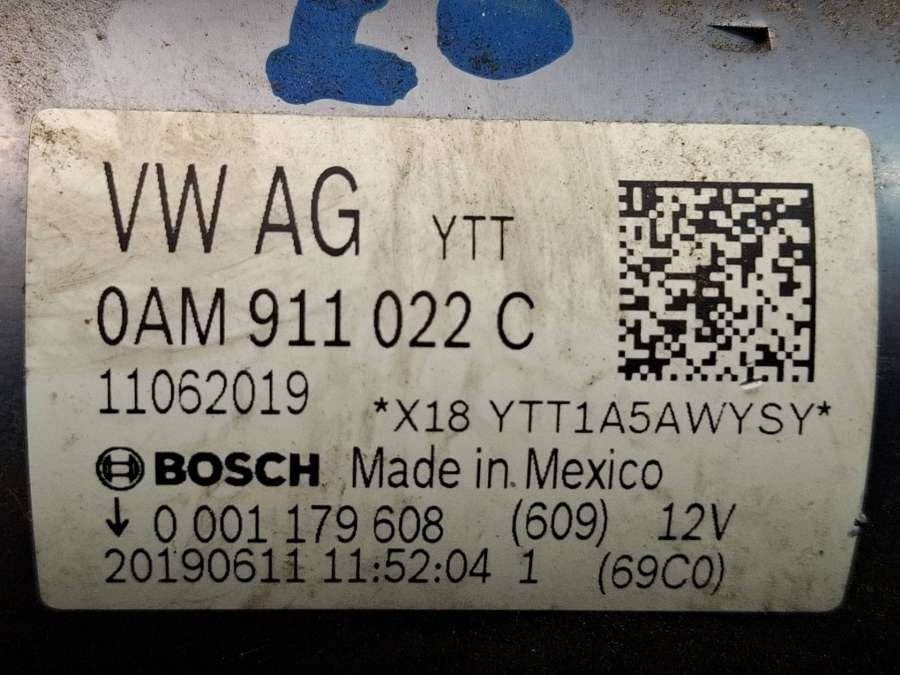 VW AG YTT
0AM 911 022 C
11062019
*X18 YTT1A5AWYSY*
BOSCH Made in Mexico
0 001 179 608 (609) 12V
20190611 11:52:04 1 (69C0)